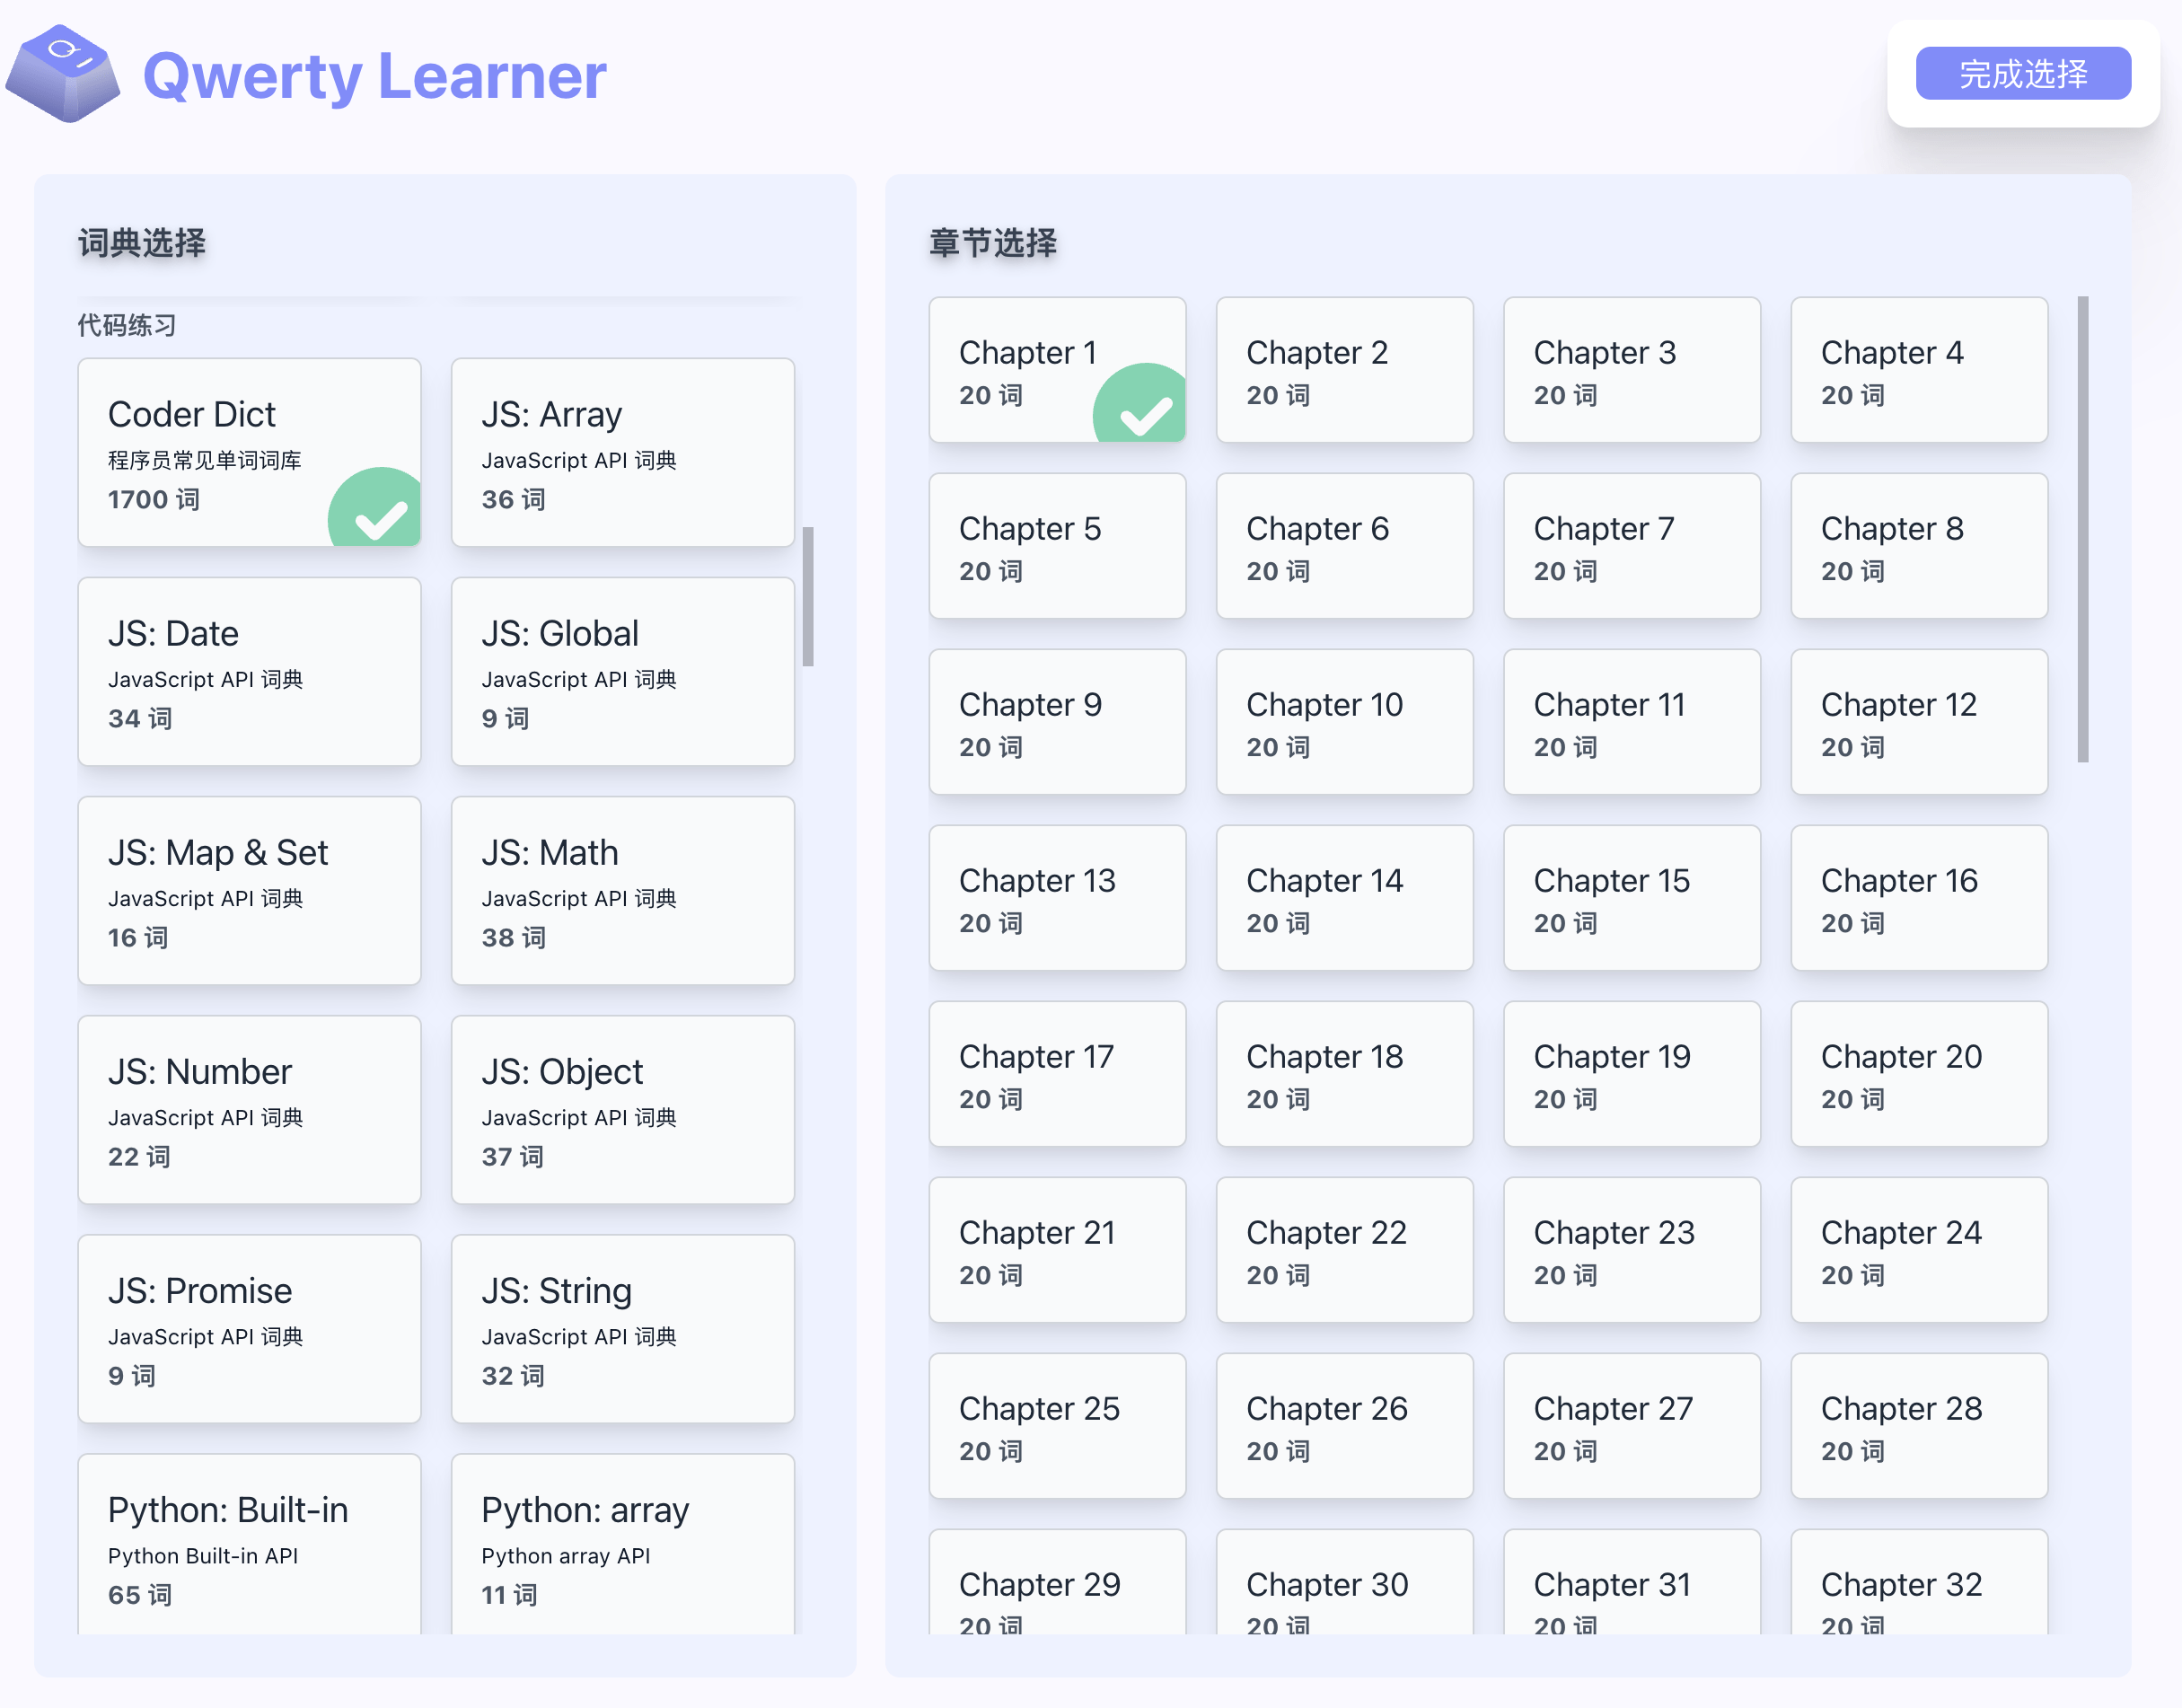 Q
Qwerty Learner
完成选择
词典选择
代码练习
Coder Dict
程序员常见单词词库
1700 词
JS: Array
JavaScript API 词典
36 词
JS: Date
JavaScript API 词典
34 词
JS: Global
JavaScript API 词典
9 词
JS: Map & Set
JavaScript API 词典
16 词
JS: Math
JavaScript API 词典
38 词
JS: Number
JavaScript API 词典
22 词
JS: Object
JavaScript API 词典
37 词
JS: Promise
JavaScript API 词典
9 词
JS: String
JavaScript API 词典
32 词
Python: Built-in
Python Built-in API
65 词
Python: array
Python array API
11 词
章节选择
Chapter 1
20 词
Chapter 2
20 词
Chapter 3
20 词
Chapter 4
20 词
Chapter 5
20 词
Chapter 6
20 词
Chapter 7
20 词
Chapter 8
20 词
Chapter 9
20 词
Chapter 10
20 词
Chapter 11
20 词
Chapter 12
20 词
Chapter 13
20 词
Chapter 14
20 词
Chapter 15
20 词
Chapter 16
20 词
Chapter 17
20 词
Chapter 18
20 词
Chapter 19
20 词
Chapter 20
20 词
Chapter 21
20 词
Chapter 22
20 词
Chapter 23
20 词
Chapter 24
20 词
Chapter 25
20 词
Chapter 26
20 词
Chapter 27
20 词
Chapter 28
20 词
Chapter 29
20 词
Chapter 30
20 词
Chapter 31
20 词
Chapter 32
20 词